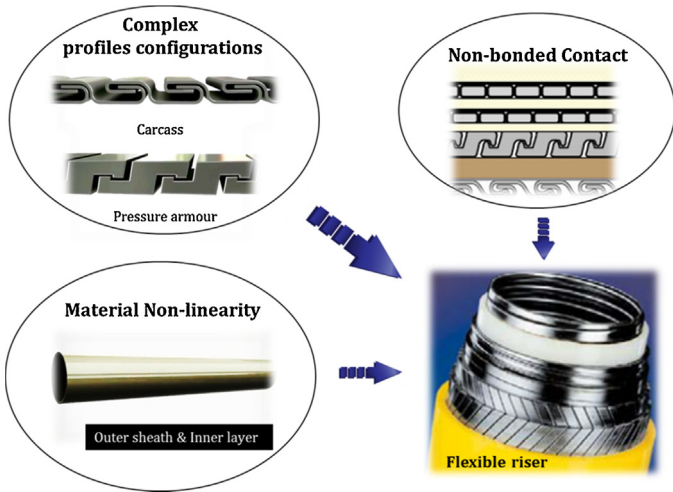 Complex
profiles configurations
Carcass
Pressure armour
Non-bonded Contact
Material Non-linearity
Outer sheath & Inner layer
Flexible riser